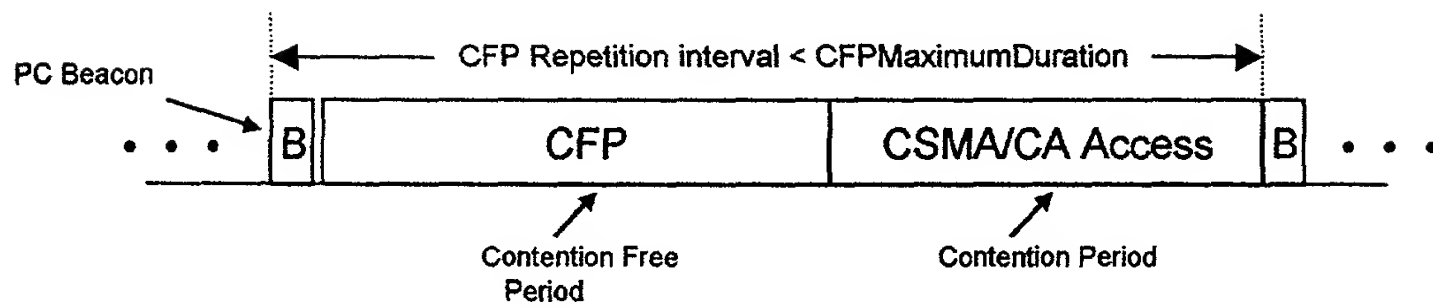 CFP Repetition interval < CFPMaximumDuration
PC Beacon
B CFP CSMA/CA Access B
Contention Free
Period
Contention Period